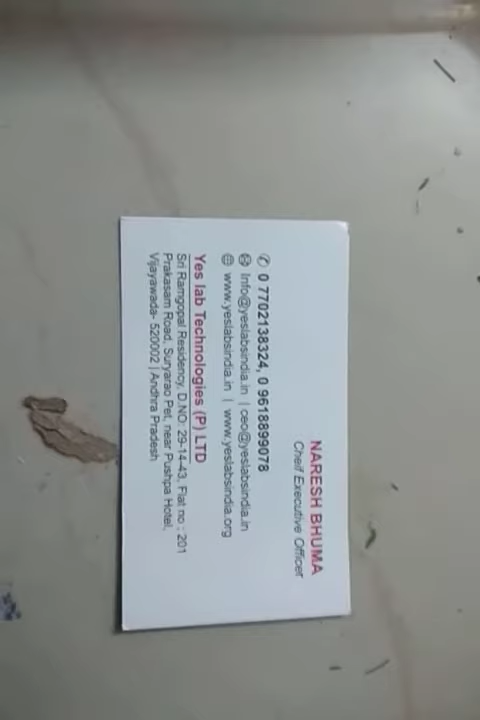 NARESH BHUMA
Cheif Executive Officer
0 7702138324, 0 9618899078
Info@yeslabsindia.in | ceo@yeslabsindia.in
www.yeslabsindia.in | www.yeslabsindia.org
Yes lab Technologies (P) LTD
Sri Ramgopal Residency, D.NO: 29-14-43, Flat no : 201
Prakasam Road, Suryarao Pet, near Pushpa Hotel,
Vijayawada- 520002 | Andhra Pradesh